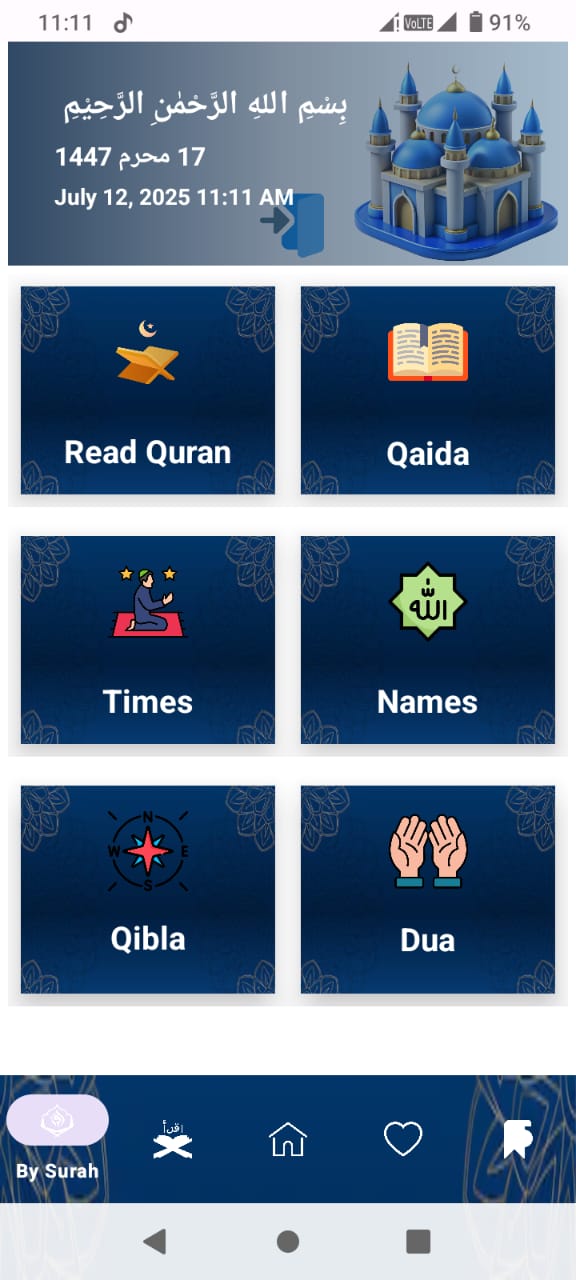 11:11 VoLTE 91%
بِسْمِ اللهِ الرَّحْمٰنِ الرَّحِيْمِ
17 محرم 1447
July 12, 2025 11:11 AM
Read Quran
Qaida
Times
الله
Names
N
W E
S
Qibla
Dua
اقرأ
By Surah